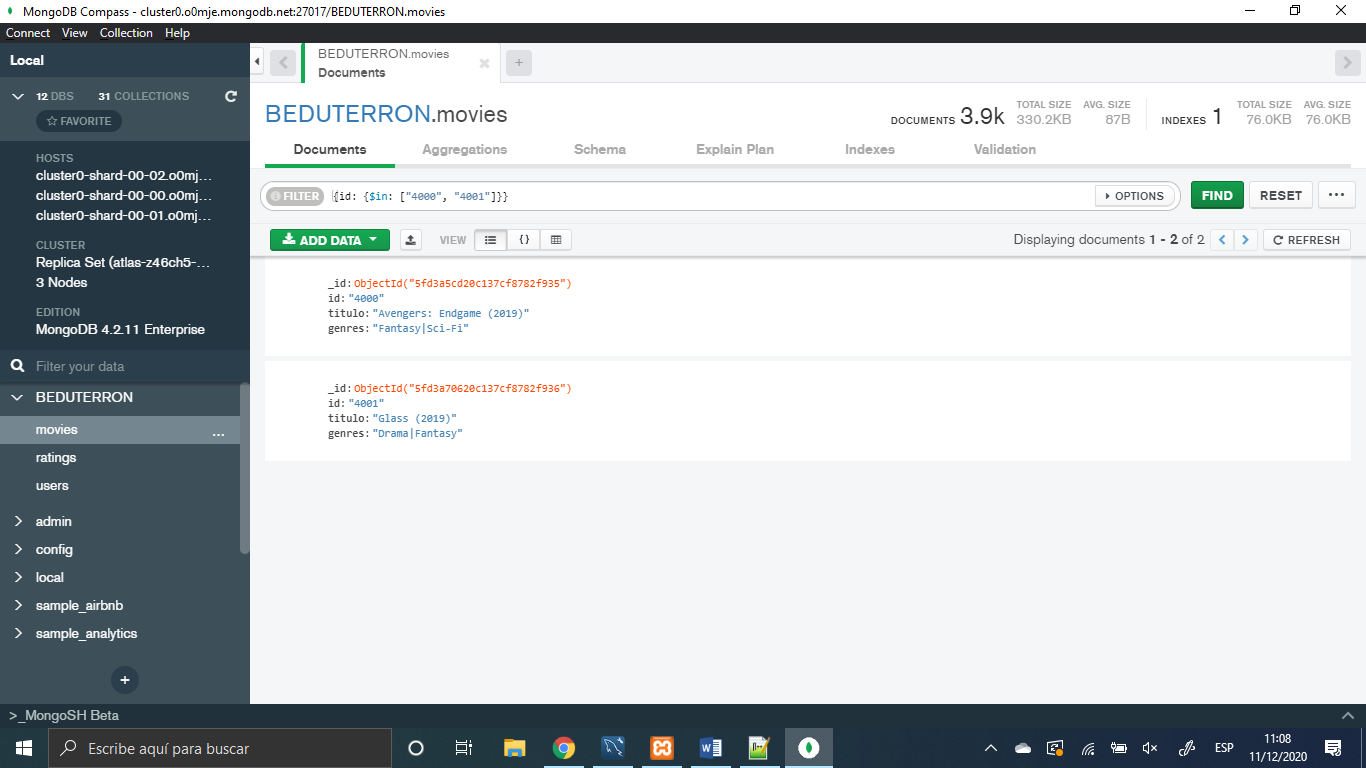 MongoDB Compass - cluster0.o0mje.mongodb.net:27017/BEDUTERRON.movies
Connect View Collection Help
Local
12 DBS 31 COLLECTIONS
FAVORITE
HOSTS
cluster0-shard-00-02.o0mj...
cluster0-shard-00-00.o0mj...
cluster0-shard-00-01.o0mj...
CLUSTER
Replica Set (atlas-z46ch5-...
3 Nodes
EDITION
MongoDB 4.2.11 Enterprise
Filter your data
BEDUTERRON
movies ...
ratings
users
admin
config
local
sample_airbnb
sample_analytics
+
BEDUTERRON.movies
Documents
+
BEDUTERRON.movies
DOCUMENTS 3.9k TOTAL SIZE 330.2KB AVG. SIZE 87B INDEXES 1 TOTAL SIZE 76.0KB AVG. SIZE 76.0KB
Documents Aggregations Schema Explain Plan Indexes Validation
FILTER {id: {$in: ["4000", "4001"]}} OPTIONS FIND RESET ...
ADD DATA VIEW {} Displaying documents 1 - 2 of 2 REFRESH
_id: ObjectId("5fd3a5cd20c137cf8782f935")
id: "4000"
titulo: "Avengers: Endgame (2019)"
genres: "Fantasy|Sci-Fi"
_id: ObjectId("5fd3a70620c137cf8782f936")
id: "4001"
titulo: "Glass (2019)"
genres: "Drama|Fantasy"
>_MongoSH Beta
Escribe aquí para buscar
ESP
11:08
11/12/2020